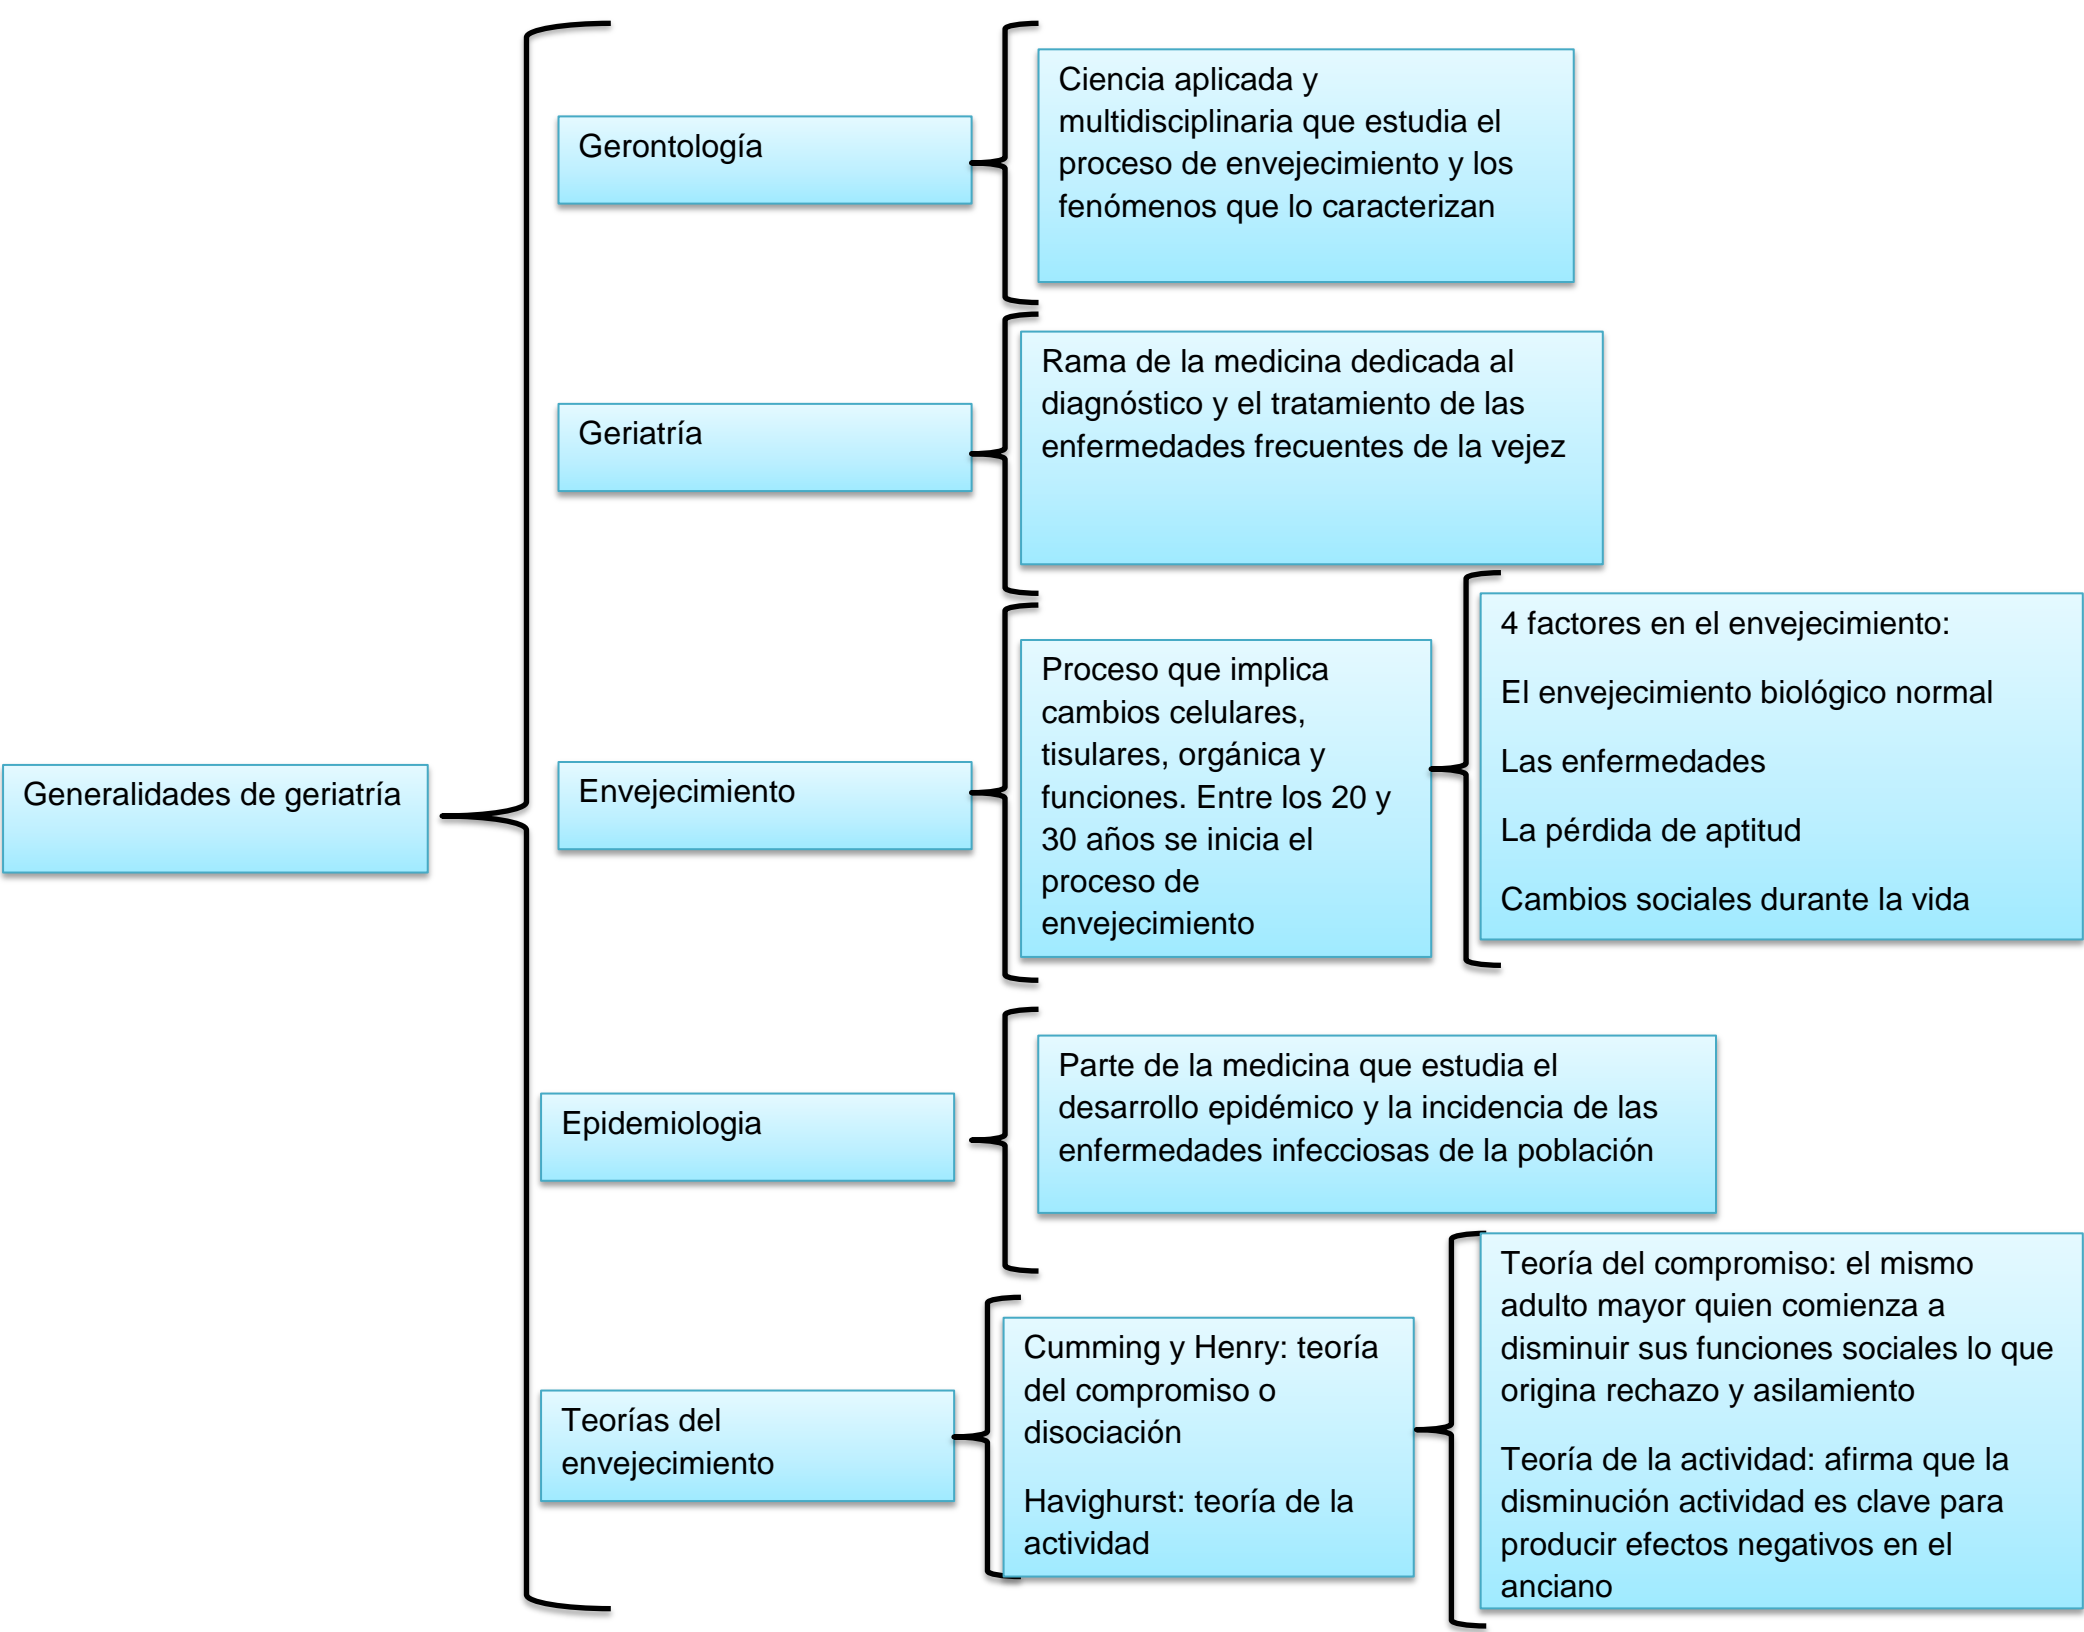 Generalidades de geriatría
Gerontología
Ciencia aplicada y
multidisciplinaria que estudia el
proceso de envejecimiento y los
fenómenos que lo caracterizan
Geriatría
Rama de la medicina dedicada al
diagnóstico y el tratamiento de las
enfermedades frecuentes de la vejez
Envejecimiento
Proceso que implica
cambios celulares,
tisulares, orgánica y
funciones. Entre los 20 y
30 años se inicia el
proceso de
envejecimiento
4 factores en el envejecimiento:
El envejecimiento biológico normal
Las enfermedades
La pérdida de aptitud
Cambios sociales durante la vida
Epidemiologia
Parte de la medicina que estudia el
desarrollo epidémico y la incidencia de las
enfermedades infecciosas de la población
Teorías del
envejecimiento
Cumming y Henry: teoría
del compromiso o
disociación
Havighurst: teoría de la
actividad
Teoría del compromiso: el mismo
adulto mayor quien comienza a
disminuir sus funciones sociales lo que
origina rechazo y asilamiento
Teoría de la actividad: afirma que la
disminución actividad es clave para
producir efectos negativos en el
anciano